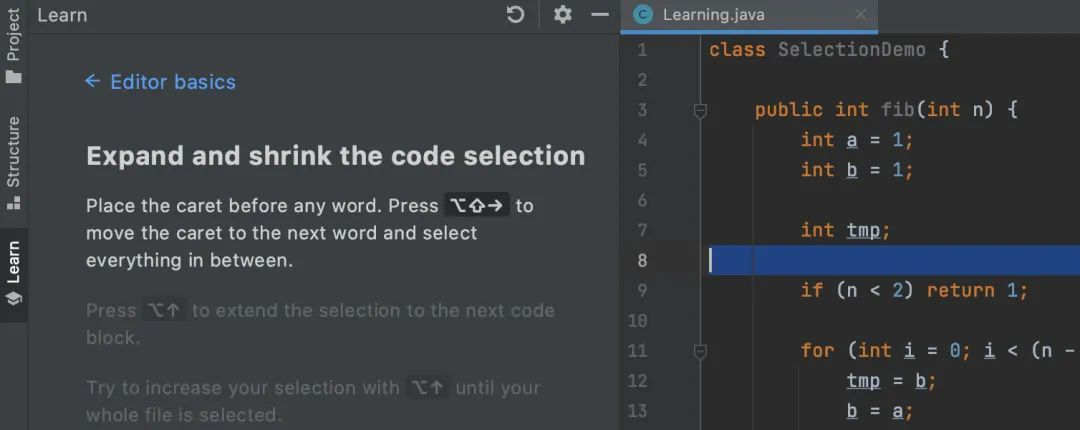 Project
Structure
Learn
Learn
← Editor basics
Expand and shrink the code selection
Place the caret before any word. Press ⌥⇧→ to
move the caret to the next word and select
everything in between.
Press ⌥↑ to extend the selection to the next code
block.
Try to increase your selection with ⌥↑ until your
whole file is selected.
C Learning.java
1 class SelectionDemo {
2
3 public int fib(int n) {
4 int a = 1;
5 int b = 1;
6
7 int tmp;
8
9 if (n < 2) return 1;
10
11 for (int i = 0; i < (n -
12 tmp = b;
13 b = a;